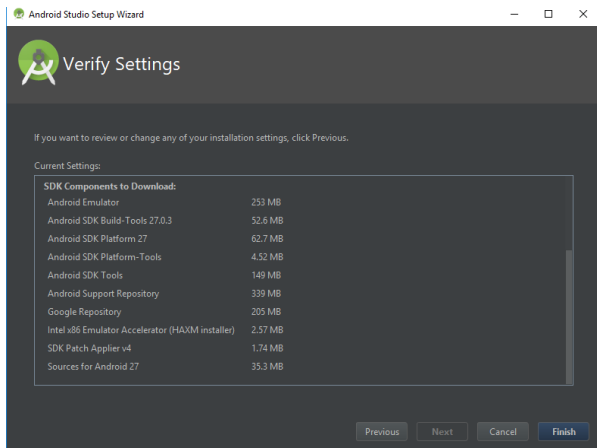 Android Studio Setup Wizard
Verify Settings
If you want to review or change any of your installation settings, click Previous.
Current Settings:
SDK Components to Download:
Android Emulator 253 MB
Android SDK Build-Tools 27.0.3 52.6 MB
Android SDK Platform 27 62.7 MB
Android SDK Platform-Tools 4.52 MB
Android SDK Tools 149 MB
Android Support Repository 339 MB
Google Repository 205 MB
Intel x86 Emulator Accelerator (HAXM installer) 2.57 MB
SDK Patch Applier v4 1.74 MB
Sources for Android 27 35.3 MB
Previous Next Cancel Finish